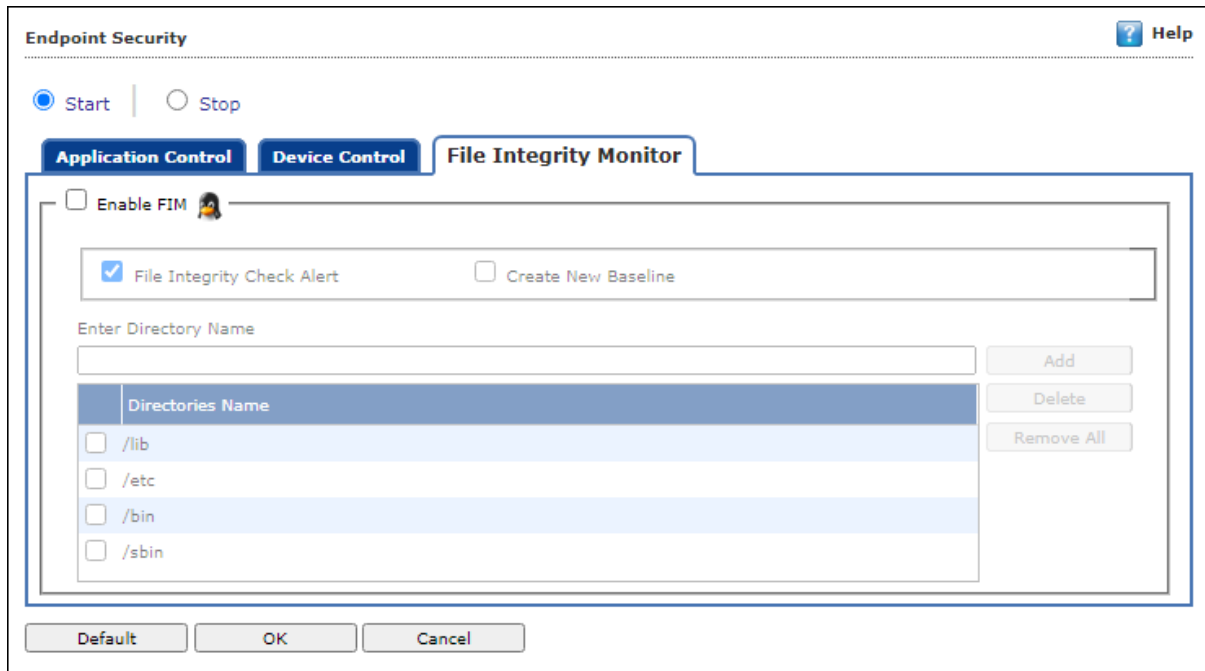 Endpoint Security
? Help
Start Stop
Application Control Device Control File Integrity Monitor
Enable FIM
File Integrity Check Alert Create New Baseline
Enter Directory Name
Add
Directories Name
Delete
/lib
Remove All
/etc
/bin
/sbin
Default OK Cancel